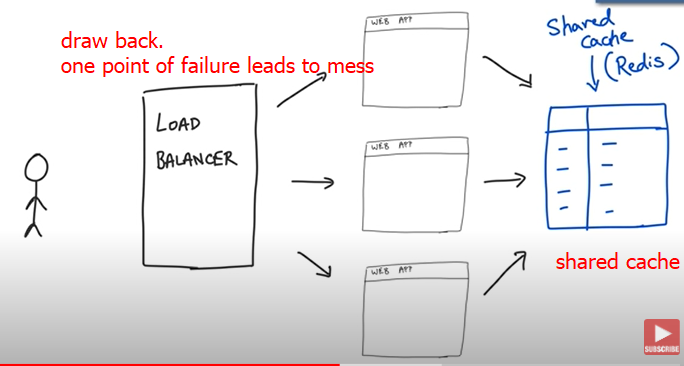 draw back.
one point of failure leads to mess
LOAD
BALANCER
WEB APP
WEB APP
WEB APP
Shared
cache
(Redis)
shared cache
SUBSCRIBE